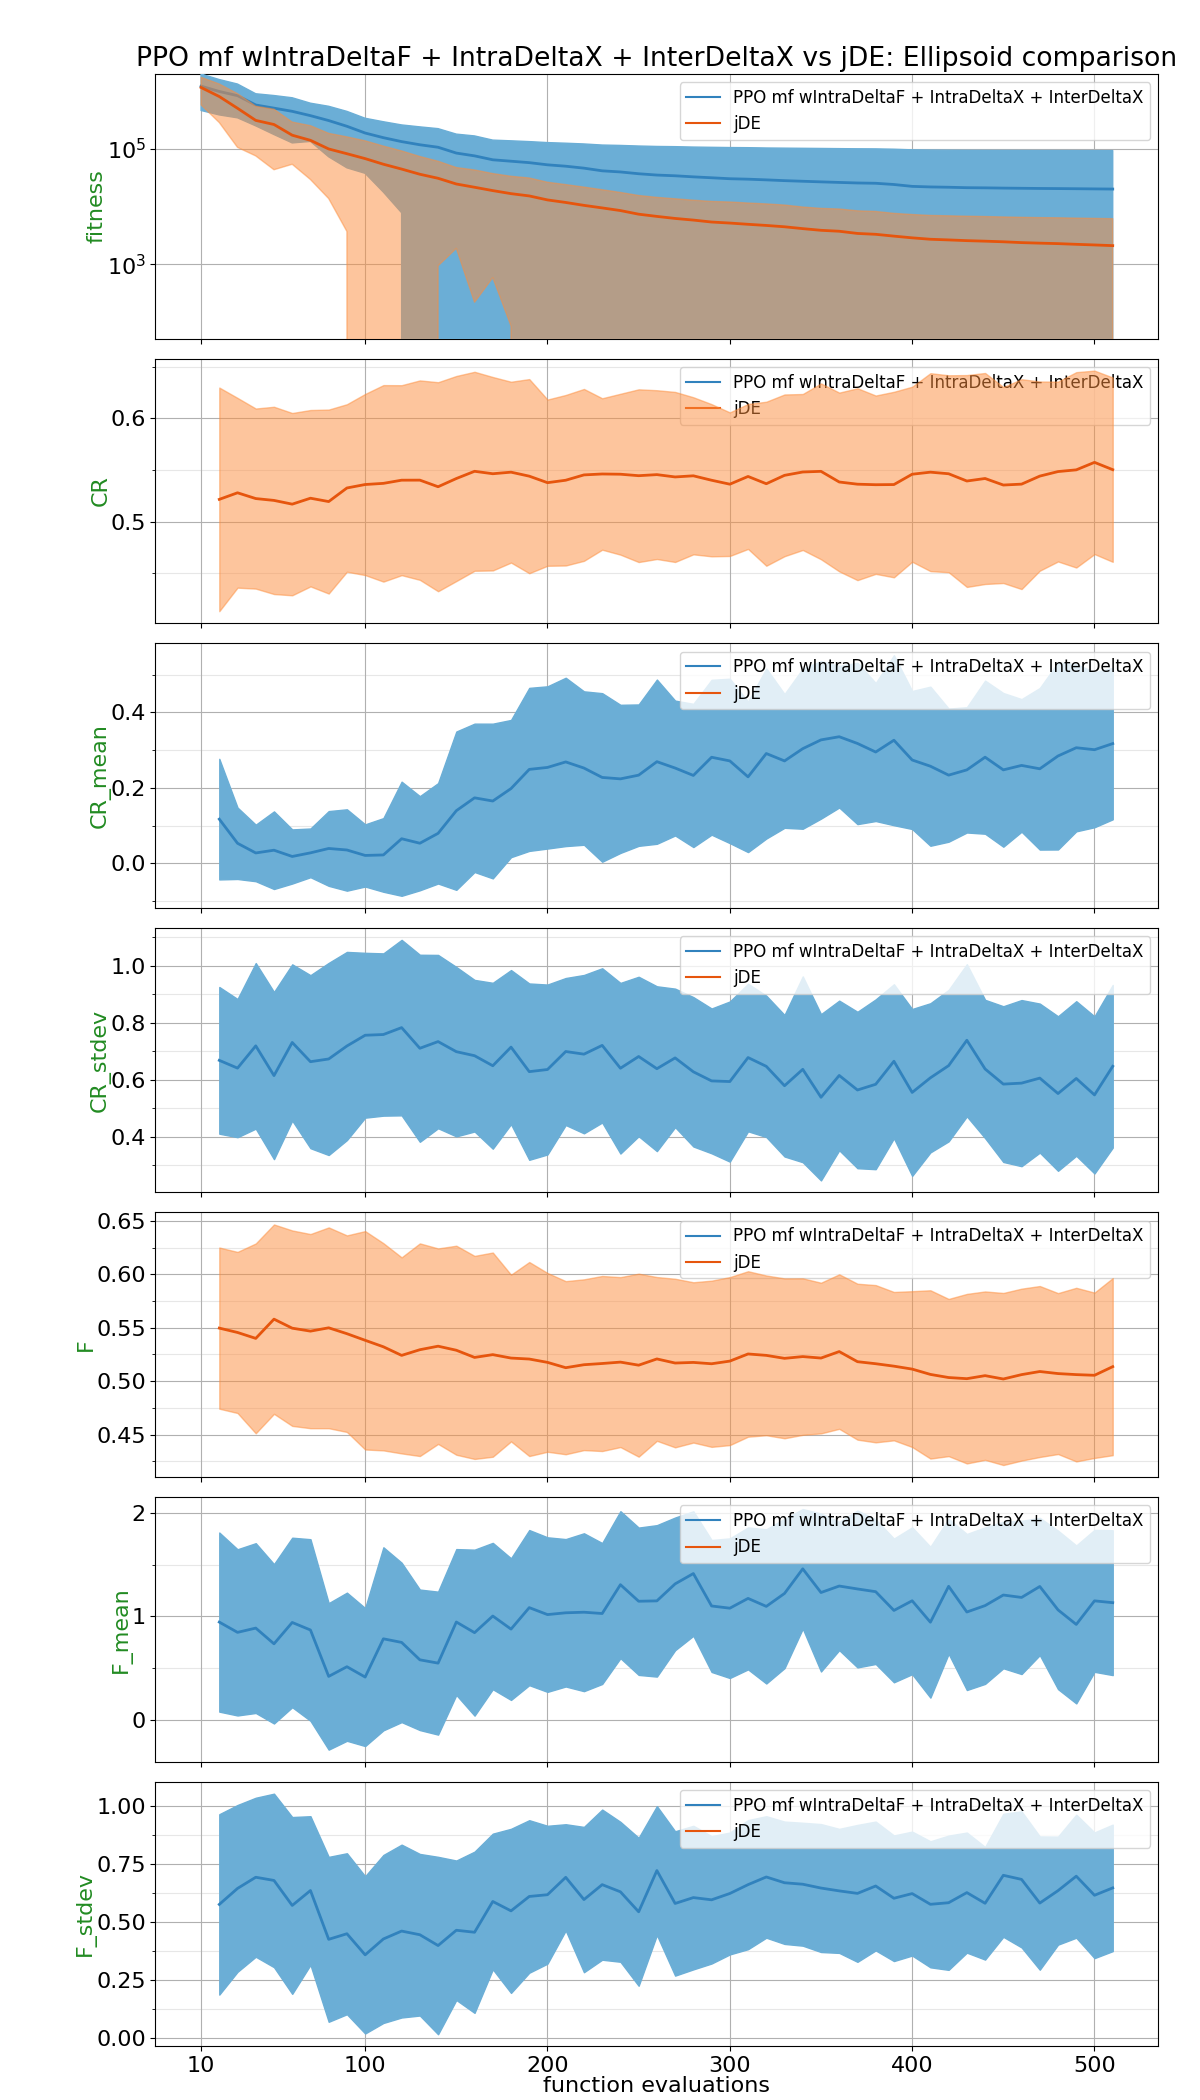 PPO mf wIntraDeltaF + IntraDeltaX + InterDeltaX vs jDE: Ellipsoid comparison
PPO mf wIntraDeltaF + IntraDeltaX + InterDeltaX
jDE
10^5
10^3
fitness
PPO mf wIntraDeltaF + IntraDeltaX + InterDeltaX
jDE
0.6
0.5
CR
PPO mf wIntraDeltaF + IntraDeltaX + InterDeltaX
jDE
0.4
0.2
0.0
CR_mean
PPO mf wIntraDeltaF + IntraDeltaX + InterDeltaX
jDE
1.0
0.8
0.6
0.4
CR_stdev
PPO mf wIntraDeltaF + IntraDeltaX + InterDeltaX
jDE
0.65
0.60
0.55
0.50
0.45
F
PPO mf wIntraDeltaF + IntraDeltaX + InterDeltaX
jDE
2
1
0
F_mean
PPO mf wIntraDeltaF + IntraDeltaX + InterDeltaX
jDE
1.00
0.75
0.50
0.25
0.00
F_stdev
10 100 200 300 400 500
function evaluations